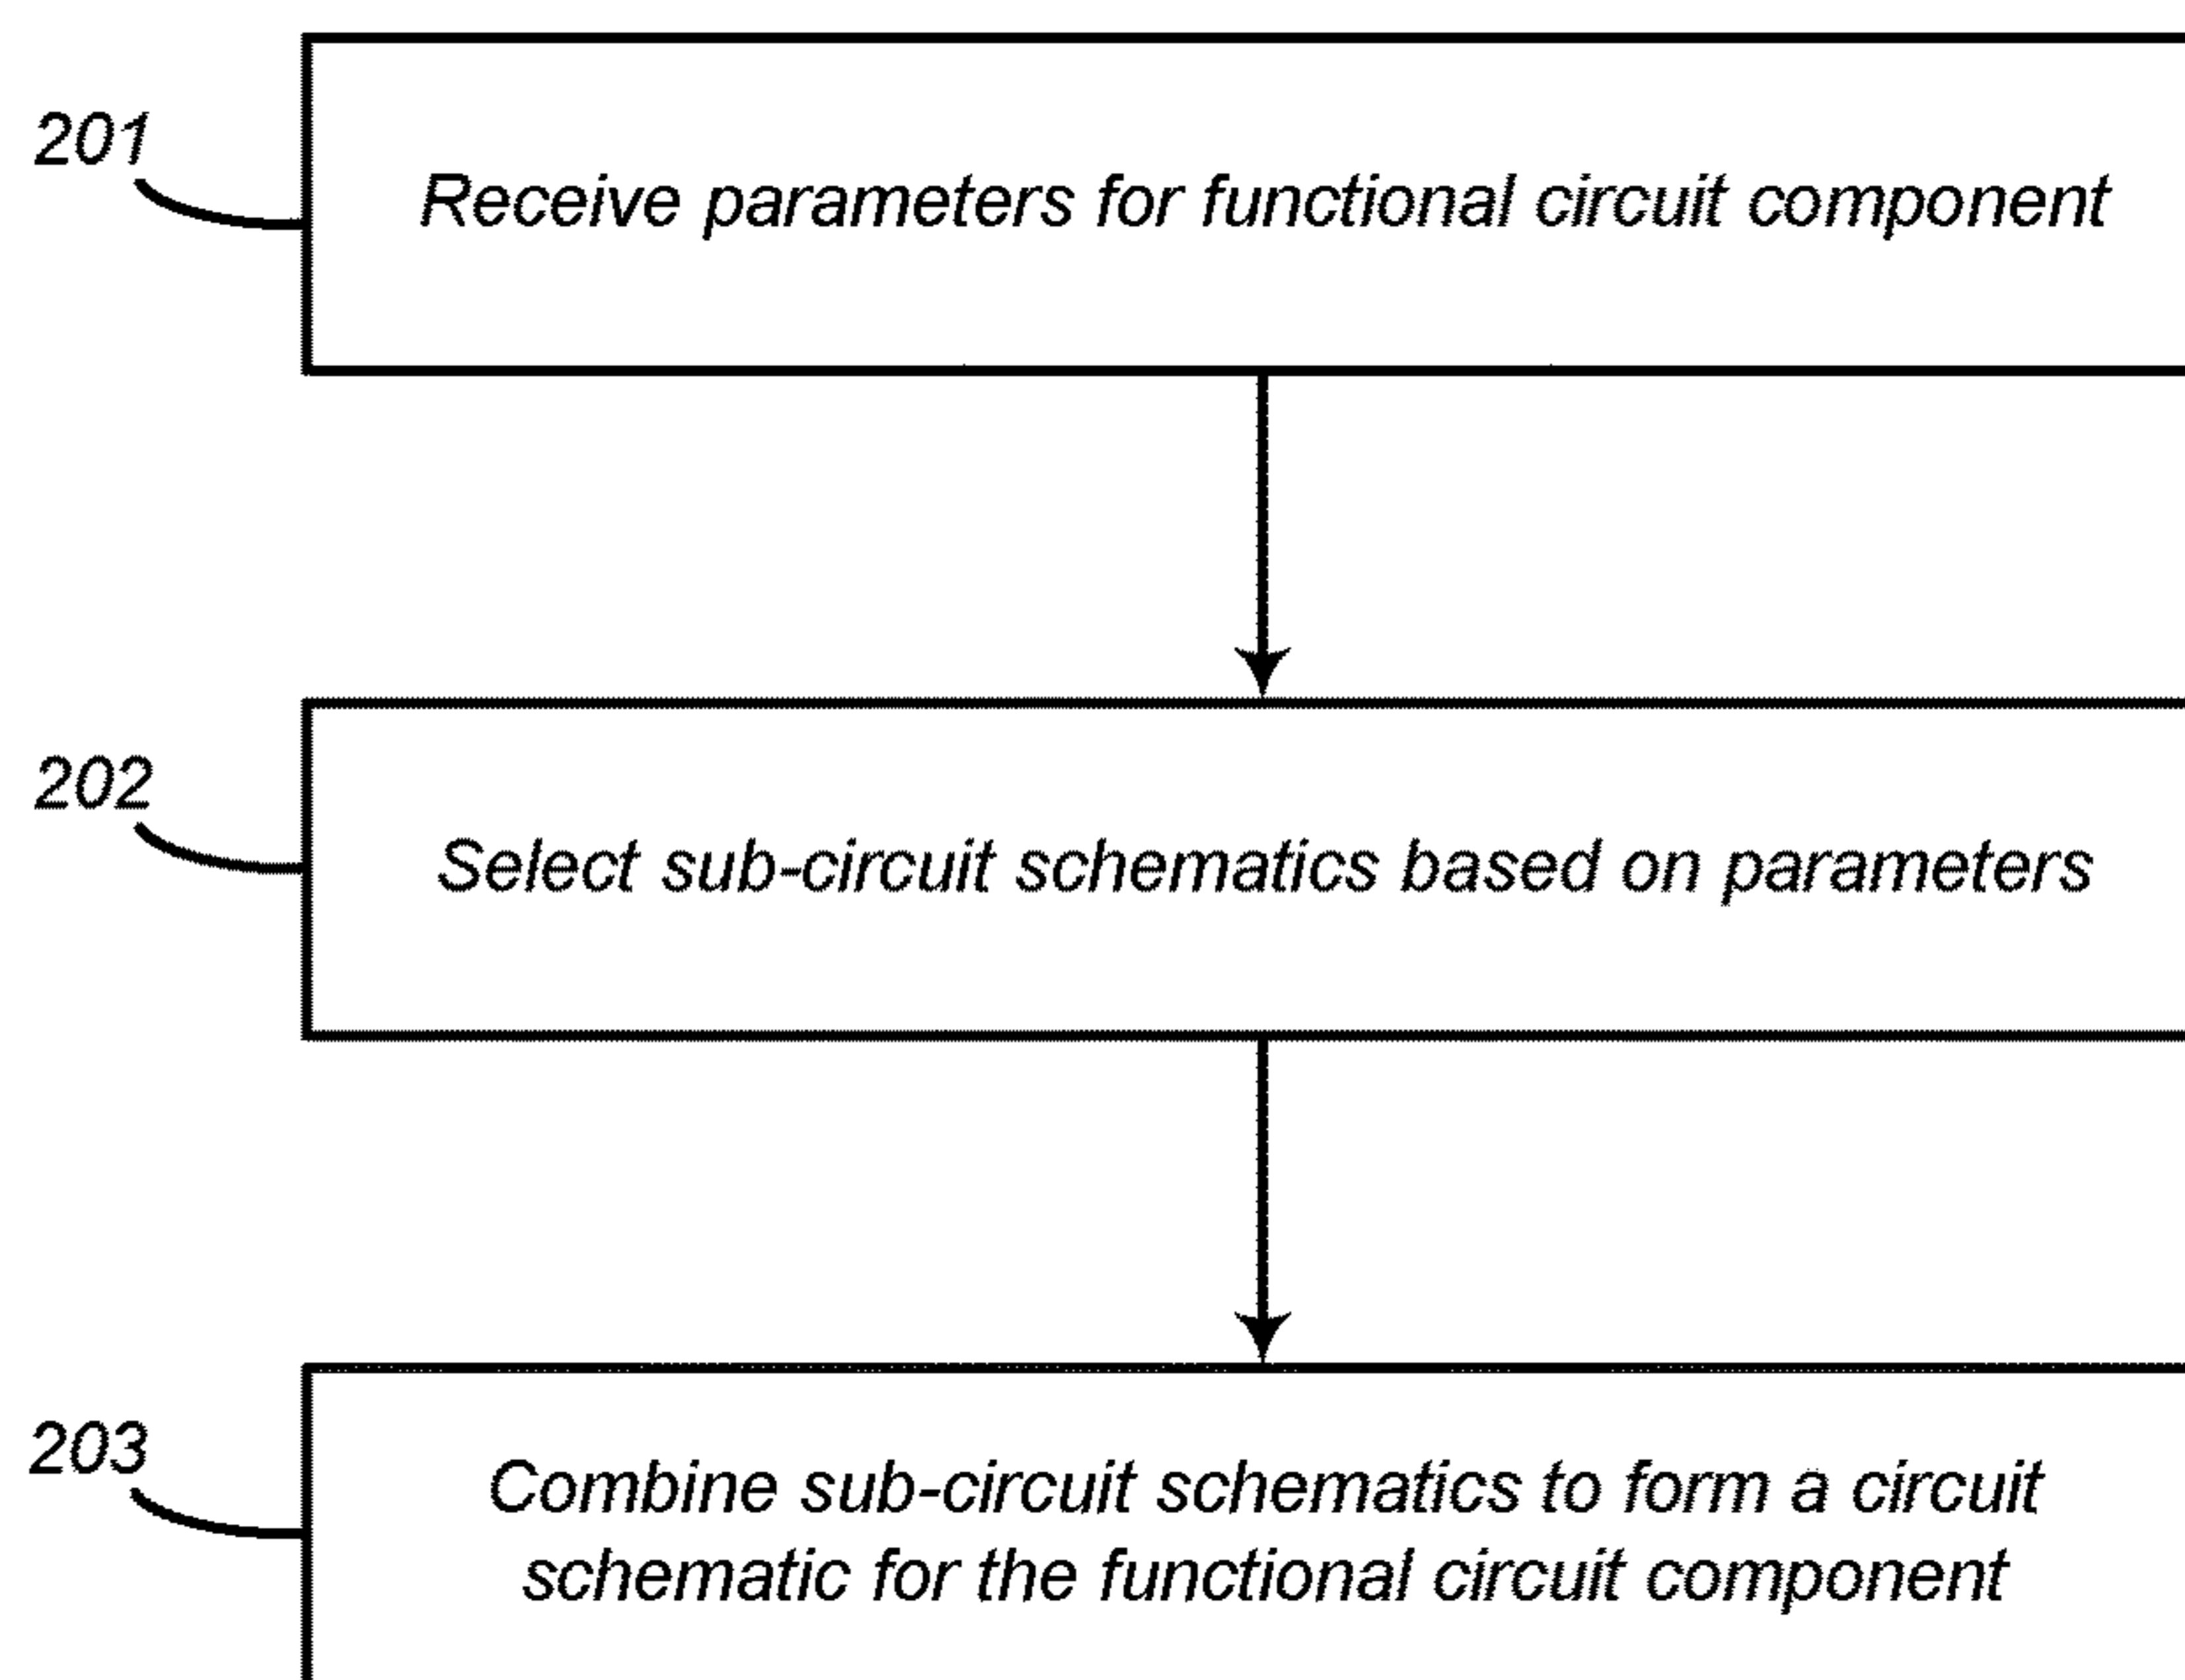 201
Receive parameters for functional circuit component
202
Select sub-circuit schematics based on parameters
203
Combine sub-circuit schematics to form a circuit
schematic for the functional circuit component